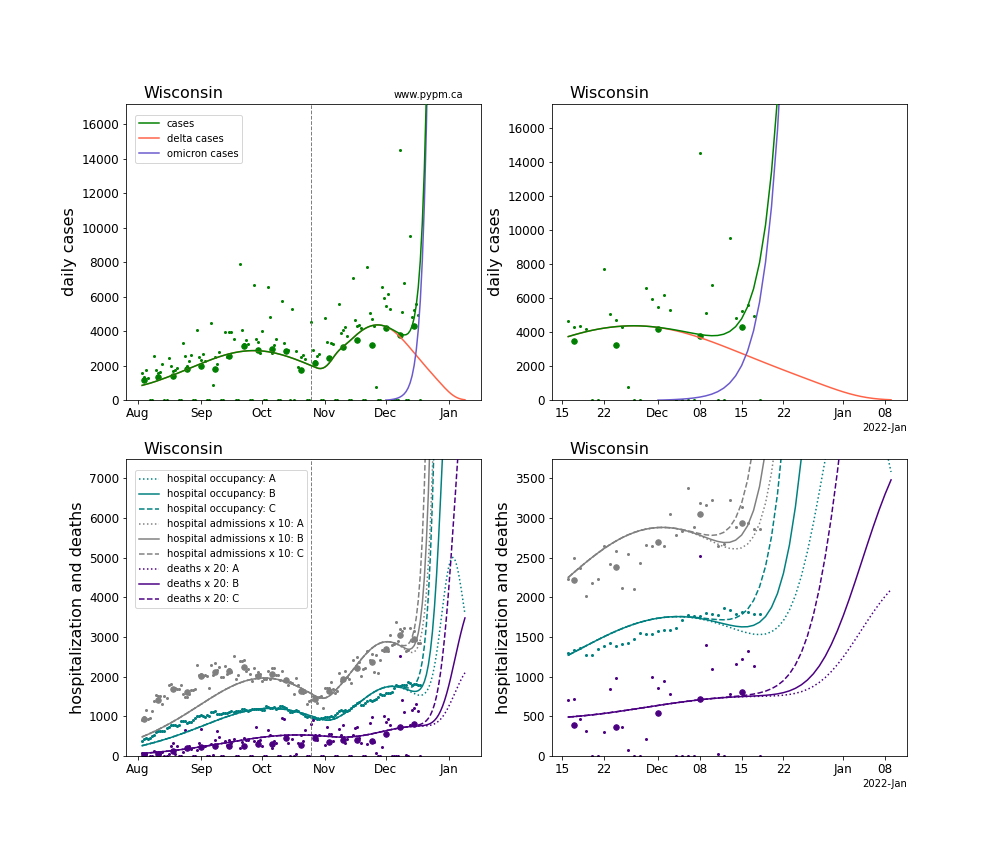 Wisconsin
www.pypm.ca
Wisconsin
daily cases
16000
14000
12000
10000
8000
6000
4000
2000
0
cases
delta cases
omicron cases
Aug Sep Oct Nov Dec Jan
daily cases
16000
14000
12000
10000
8000
6000
4000
2000
0
15 22 Dec 08 15 22 Jan 08
2022-Jan
Wisconsin
Wisconsin
hospitalization and deaths
7000
6000
5000
4000
3000
2000
1000
0
hospital occupancy: A
hospital occupancy: B
hospital occupancy: C
hospital admissions x 10: A
hospital admissions x 10: B
hospital admissions x 10: C
deaths x 20: A
deaths x 20: B
deaths x 20: C
Aug Sep Oct Nov Dec Jan
hospitalization and deaths
3500
3000
2500
2000
1500
1000
500
0
15 22 Dec 08 15 22 Jan 08
2022-Jan